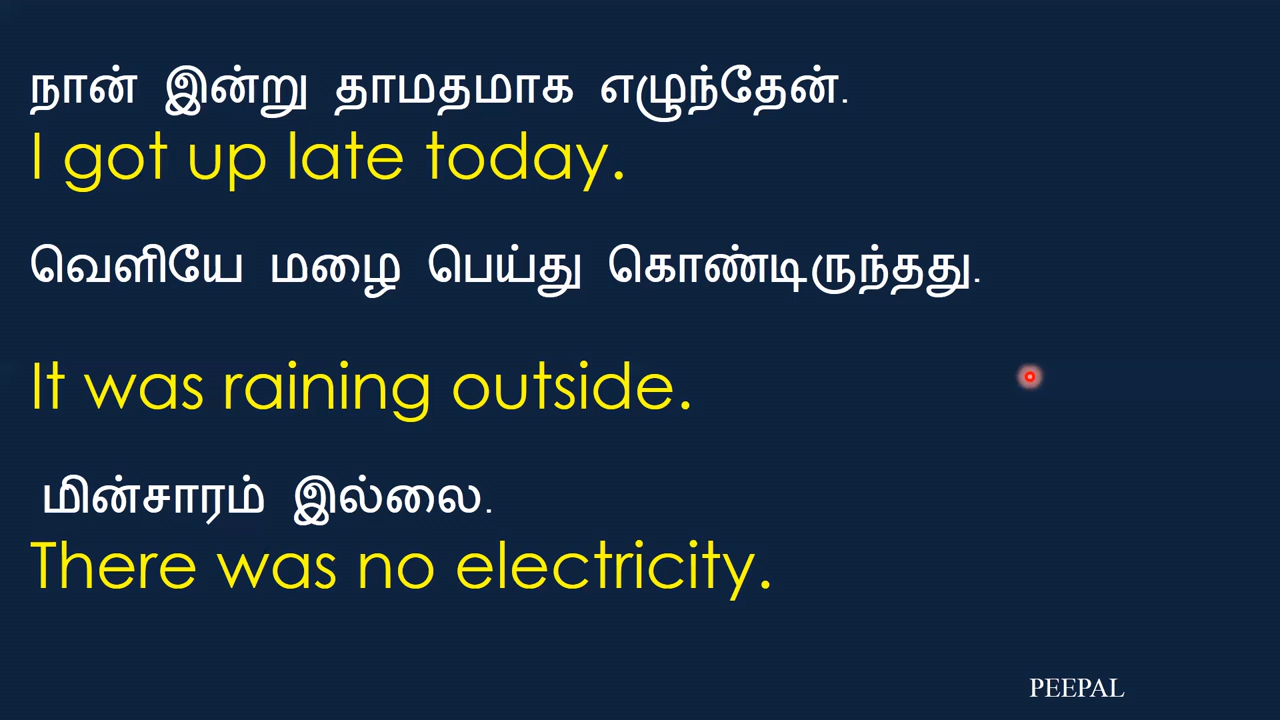 நான் இன்று தாமதமாக எழுந்தேன்.
I got up late today.
வெளியே மழை பெய்து கொண்டிருந்தது.
It was raining outside.
மின்சாரம் இல்லை.
There was no electricity.
PEEPAL